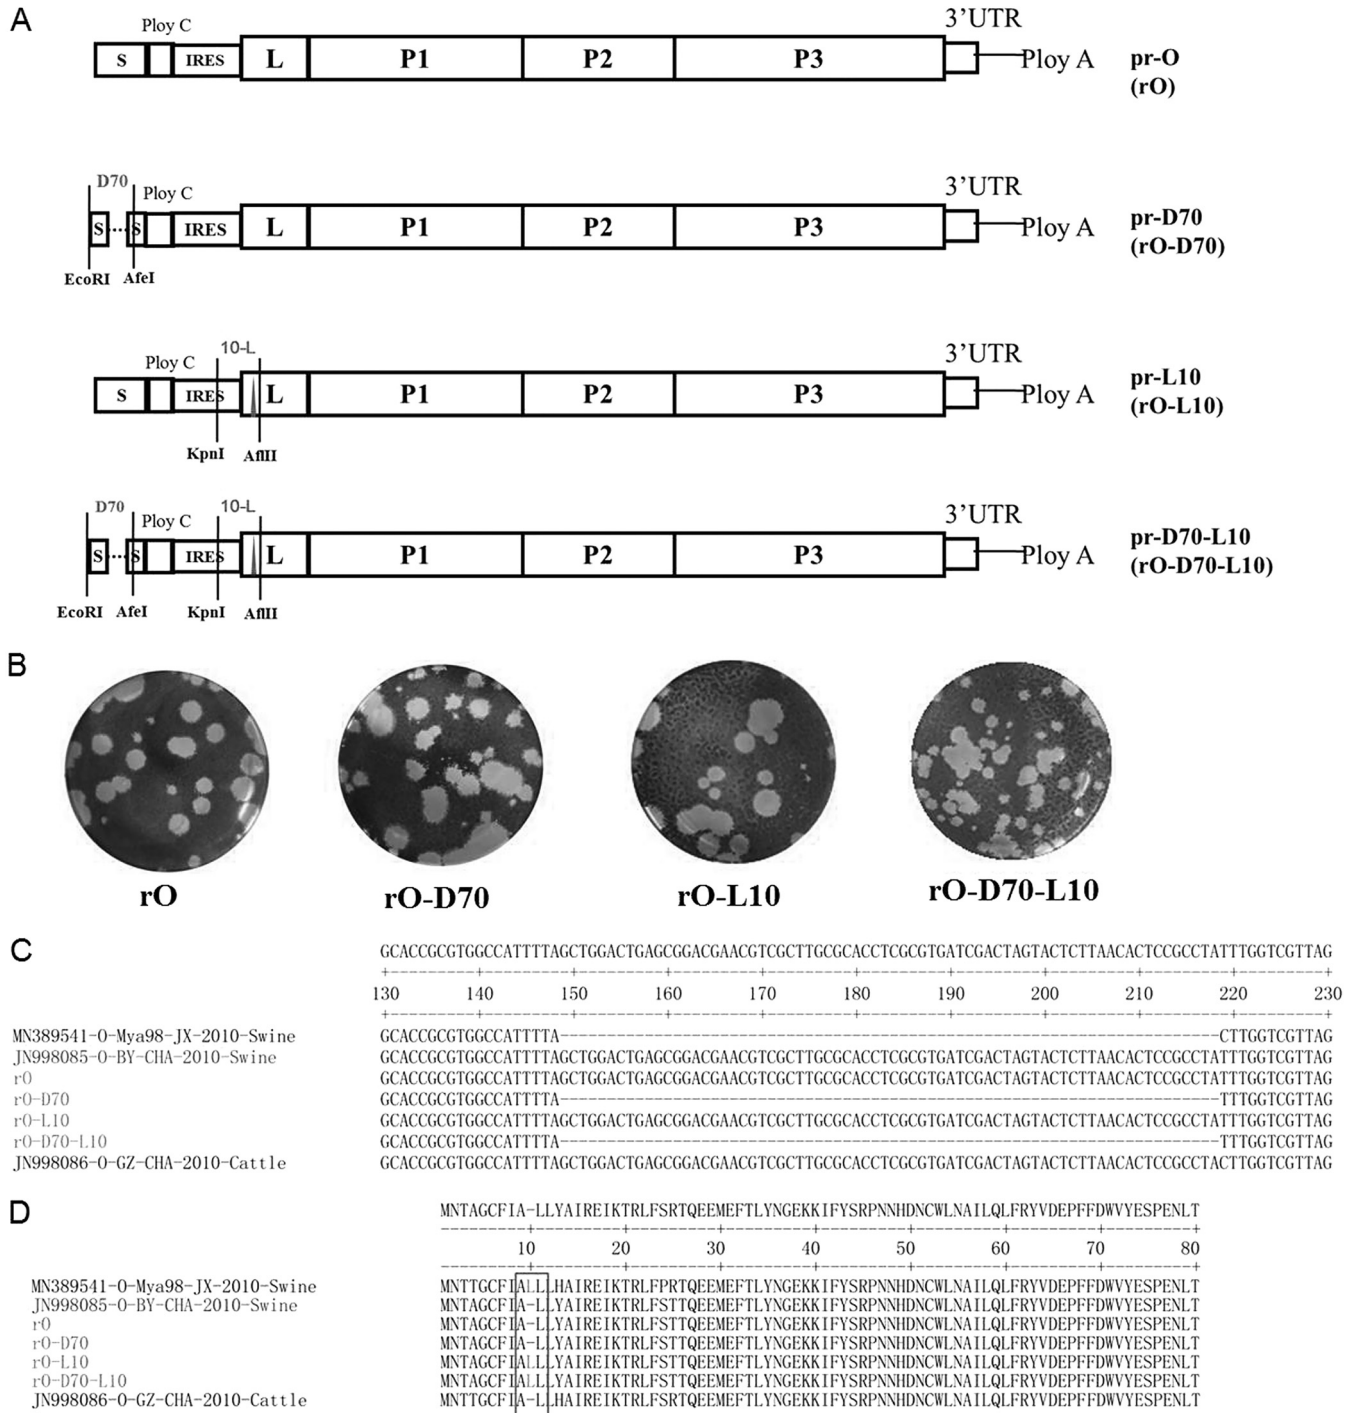 A
Ploy C
3’UTR
S
IRES
L
P1
P2
P3
Ploy A
pr-O
(rO)
D70
Ploy C
3’UTR
S
S
IRES
L
P1
P2
P3
Ploy A
pr-D70
(rO-D70)
EcoRI
AfeI
10-L
Ploy C
3’UTR
S
IRES
L
P1
P2
P3
Ploy A
pr-L10
(rO-L10)
KpnI
AflII
D70
10-L
Ploy C
3’UTR
S
S
IRES
L
P1
P2
P3
Ploy A
pr-D70-L10
(rO-D70-L10)
EcoRI
AfeI
KpnI
AflII
B
rO
rO-D70
rO-L10
rO-D70-L10
C
GCACCGCGTGGCCATTTTAGCTGGACTGAGCGGACGAACGTCGCTTGCGCACCTCGCGTGATCGACTAGTACTCTTAACACTCCGCCTATTTGGTCGTTAG
130 140 150 160 170 180 190 200 210 220 230
MN389541-O-Mya98-JX-2010-Swine GCACCGCGTGGCCATTTTA----------------------------------------------------------------------CTTGGTCGTTAG
JN998085-O-BY-CHA-2010-Swine GCACCGCGTGGCCATTTTAGCTGGACTGAGCGGACGAACGTCGCTTGCGCACCTCGCGTGATCGACTAGTACTCTTAACACTCCGCCTATTTGGTCGTTAG
rO GCACCGCGTGGCCATTTTAGCTGGACTGAGCGGACGAACGTCGCTTGCGCACCTCGCGTGATCGACTAGTACTCTTAACACTCCGCCTATTTGGTCGTTAG
rO-D70 GCACCGCGTGGCCATTTTA----------------------------------------------------------------------TTTGGTCGTTAG
rO-L10 GCACCGCGTGGCCATTTTAGCTGGACTGAGCGGACGAACGTCGCTTGCGCACCTCGCGTGATCGACTAGTACTCTTAACACTCCGCCTATTTGGTCGTTAG
rO-D70-L10 GCACCGCGTGGCCATTTTA----------------------------------------------------------------------TTTGGTCGTTAG
JN998086-O-GZ-CHA-2010-Cattle GCACCGCGTGGCCATTTTAGCTGGACTGAGCGGACGAACGTCGCTTGCGCACCTCGCGTGATCGACTAGTACTCTTAACACTCCGCCTACTTGGTCGTTAG
D
MNTAGCFIA-LLYAIREIKTRLFSRTQEEMEFTLYNGEKKIFYSRPNNHDNCWLNAILQLFRYVDEPFFDWVYESPENLT
10 20 30 40 50 60 70 80
MN389541-O-Mya98-JX-2010-Swine MNTTGCFIALLLHAIREIKTRLFPRTQEEMEFTLYNGEKKIFYSRPNNHDNCWLNAILQLFRYVDEPFFDWVYESPENLT
JN998085-O-BY-CHA-2010-Swine MNTAGCFIA-LLYAIREIKTRLFSTTQEEMEFTLYNGEKKIFYSRPNNHDNCWLNAILQLFRYVDEPFFDWVYESPENLT
rO MNTAGCFIA-LLYAIREIKTRLFSTTQEEMEFTLYNGEKKIFYSRPNNHDNCWLNAILQLFRYVDEPFFDWVYESPENLT
rO-D70 MNTAGCFIA-LLYAIREIKTRLFSTTQEEMEFTLYNGEKKIFYSRPNNHDNCWLNAILQLFRYVDEPFFDWVYESPENLT
rO-L10 MNTAGCFIALLLYAIREIKTRLFSTTQEEMEFTLYNGEKKIFYSRPNNHDNCWLNAILQLFRYVDEPFFDWVYESPENLT
rO-D70-L10 MNTAGCFIALLLYAIREIKTRLFSTTQEEMEFTLYNGEKKIFYSRPNNHDNCWLNAILQLFRYVDEPFFDWVYESPENLT
JN998086-O-GZ-CHA-2010-Cattle MNTTGCFIA-LLHAIREIKTRLFSRTQEEMEFTLYNGEKKIFYSRPNNHDNCWLNAILQLFRYVDEPFFDWVYESPENLT